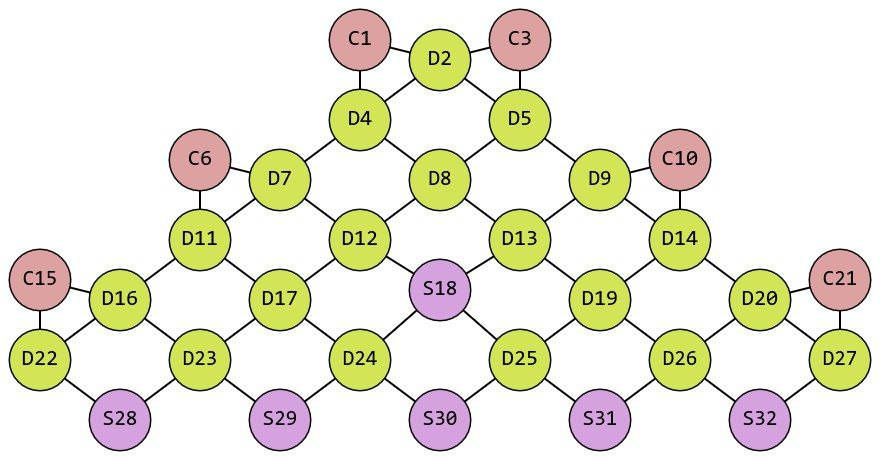 C1 D2 C3
D4 D5
C6 D7 D8 D9 C10
D11 D12 D13 D14
C15 D16 D17 S18 D19 D20 C21
D22 D23 D24 D25 D26 D27
S28 S29 S30 S31 S32